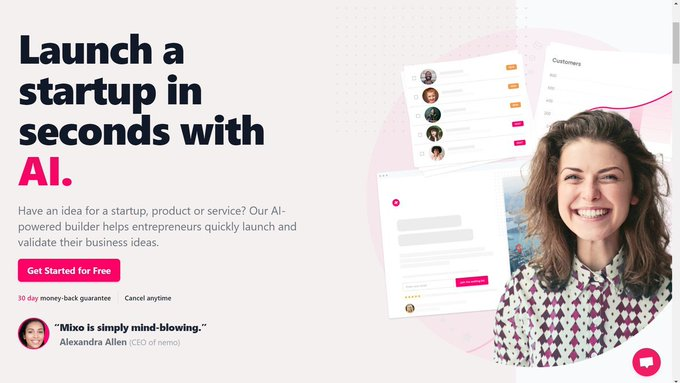 Launch a
startup in
seconds with
AI.
Have an idea for a startup, product or service? Our AI-
powered builder helps entrepreneurs quickly launch and
validate their business ideas.
Get Started for Free
30 day money-back guarantee
Cancel anytime
“Mixo is simply mind-blowing.”
Alexandra Allen (CEO of nemo)
Customers